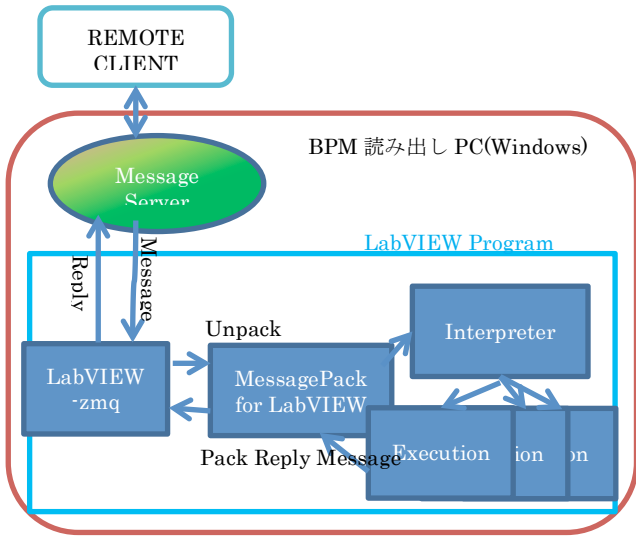 REMOTE
CLIENT
BPM 読み出し PC(Windows)
Message
Server
LabVIEW Program
Reply
Message
Unpack
Interpreter
LabVIEW
-zmq
MessagePack
for LabVIEW
Execution
ion
on
Pack Reply Message